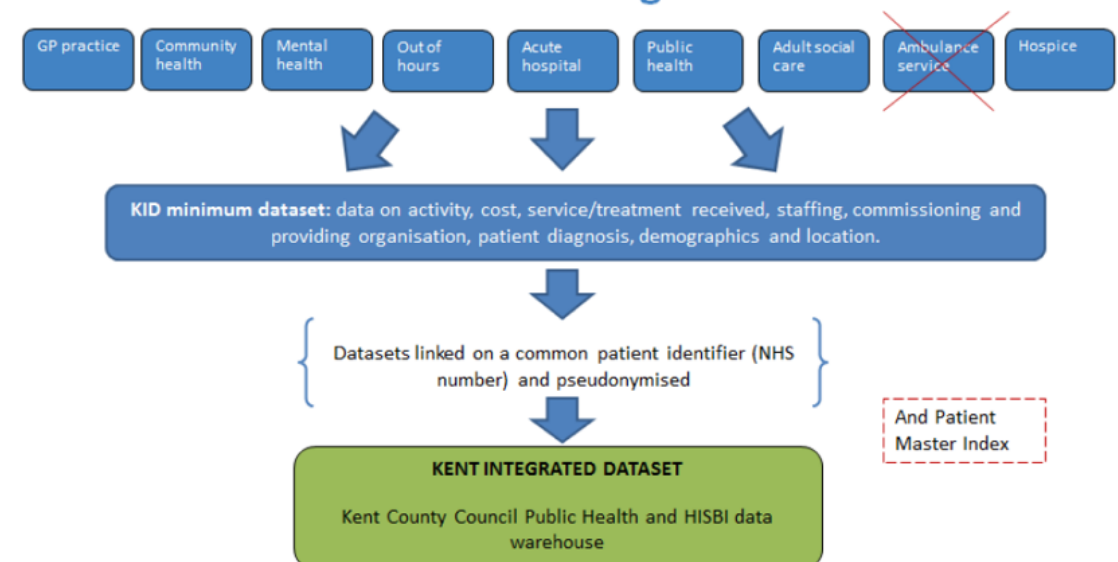 GP practice
Community
health
Mental
health
Out of
hours
Acute
hospital
Public
health
Adult social
care
Ambulance
service
Hospice
KID minimum dataset: data on activity, cost, service/treatment received, staffing, commissioning and
providing organisation, patient diagnosis, demographics and location.
Datasets linked on a common patient identifier (NHS
number) and pseudonymised
And Patient
Master Index
KENT INTEGRATED DATASET
Kent County Council Public Health and HISBI data
warehouse